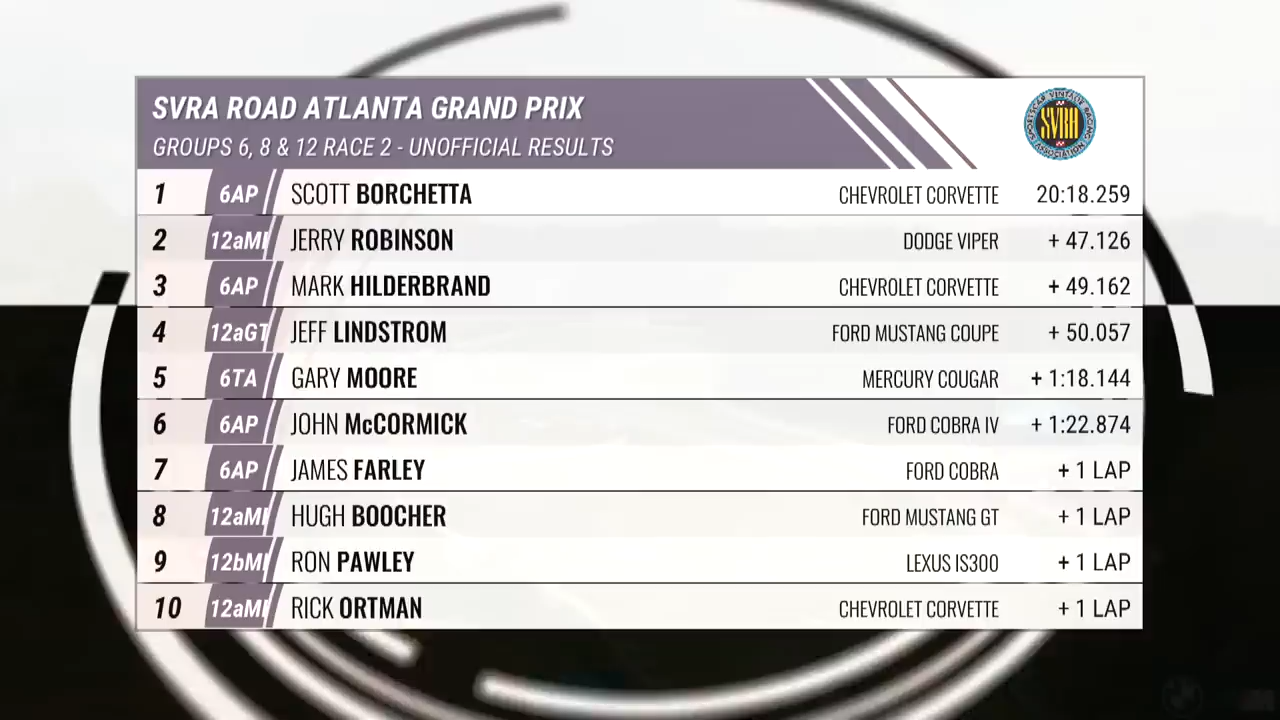 SVRA ROAD ATLANTA GRAND PRIX
GROUPS 6, 8 & 12 RACE 2 - UNOFFICIAL RESULTS
SPORTSCAR VINTAGE RACING ASSOCIATION
SVRA
1 6AP SCOTT BORCHETTA CHEVROLET CORVETTE 20:18.259
2 12aMI JERRY ROBINSON DODGE VIPER + 47.126
3 6AP MARK HILDERBRAND CHEVROLET CORVETTE + 49.162
4 12aGT JEFF LINDSTROM FORD MUSTANG COUPE + 50.057
5 6TA GARY MOORE MERCURY COUGAR + 1:18.144
6 6AP JOHN McCORMICK FORD COBRA IV + 1:22.874
7 6AP JAMES FARLEY FORD COBRA + 1 LAP
8 12aMI HUGH BOOCHER FORD MUSTANG GT + 1 LAP
9 12bMI RON PAWLEY LEXUS IS300 + 1 LAP
10 12aMI RICK ORTMAN CHEVROLET CORVETTE + 1 LAP